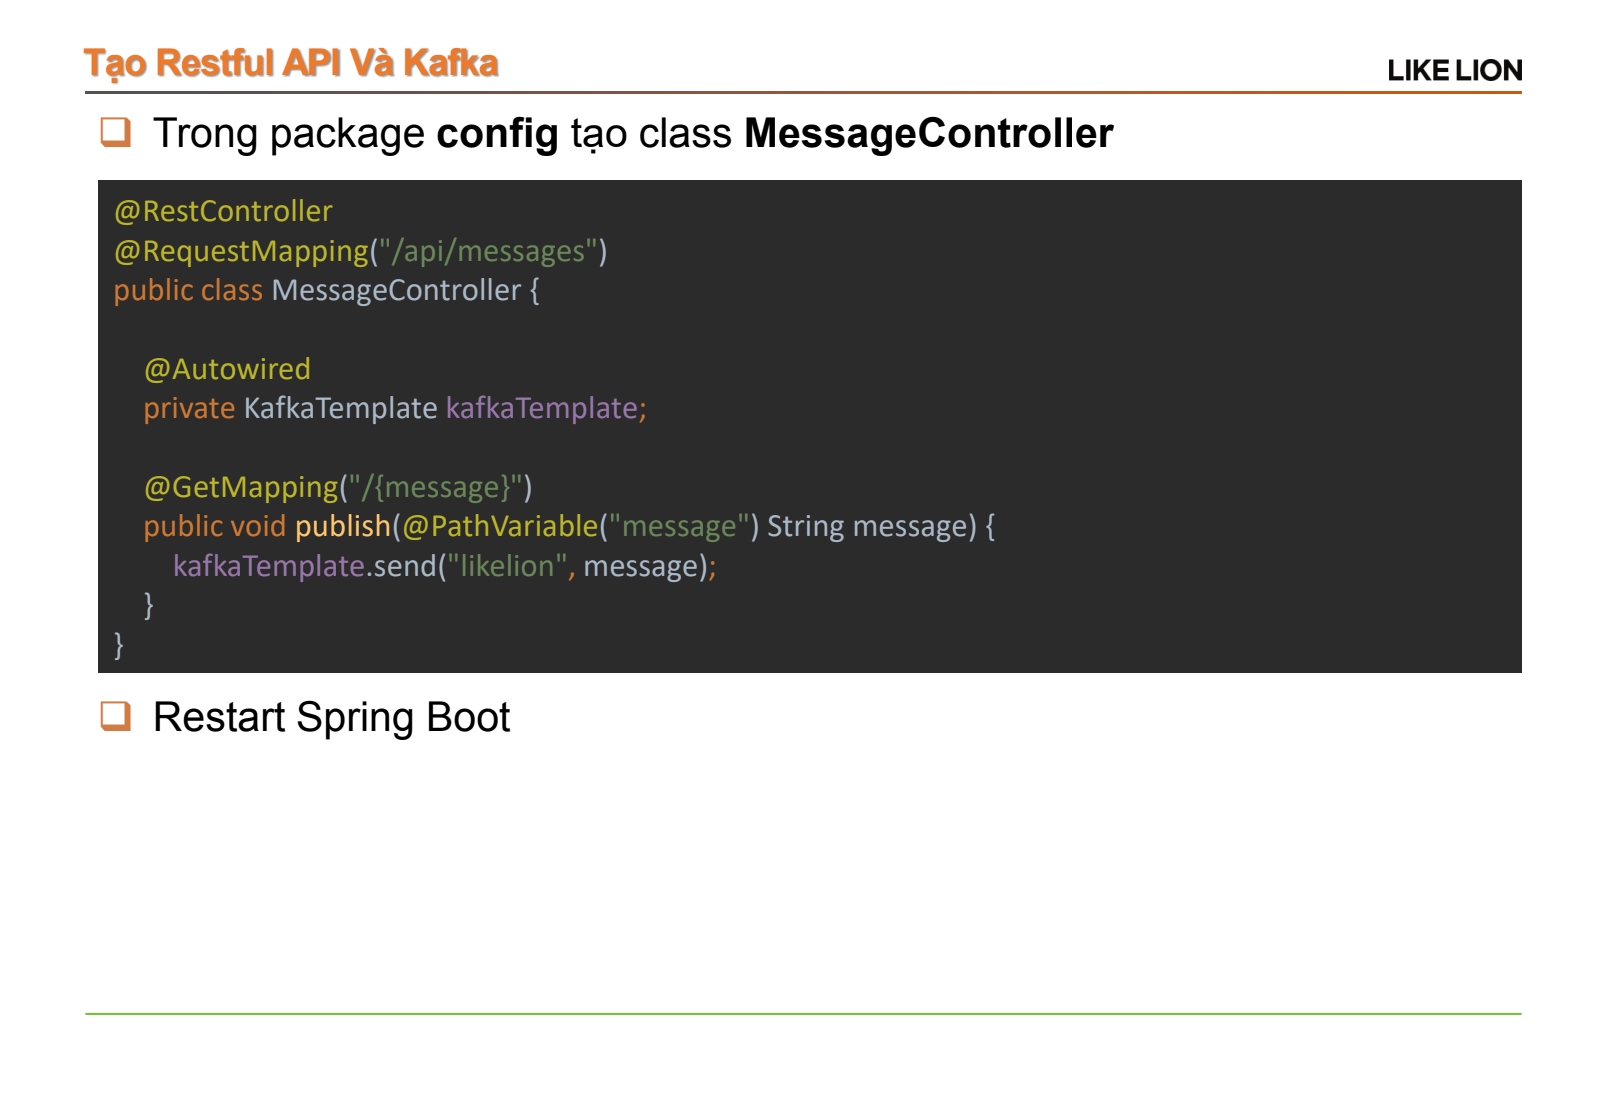 Tạo Restful API Và Kafka
LIKE LION
Trong package config tạo class MessageController
@RestController
@RequestMapping("/api/messages")
public class MessageController {
@Autowired
private KafkaTemplate kafkaTemplate;
@GetMapping("/{message}")
public void publish(@PathVariable("message") String message) {
kafkaTemplate.send("likelion", message);
}
}
Restart Spring Boot